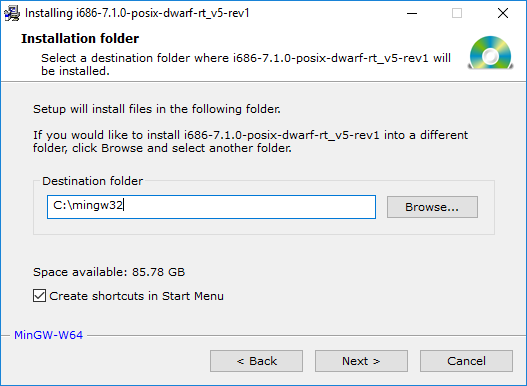 Installing i686-7.1.0-posix-dwarf-rt_v5-rev1
Installation folder
Select a destination folder where i686-7.1.0-posix-dwarf-rt_v5-rev1 will
be installed.
Setup will install files in the following folder.
If you would like to install i686-7.1.0-posix-dwarf-rt_v5-rev1 into a different
folder, click Browse and select another folder.
Destination folder
C:\mingw32
Browse...
Space available: 85.78 GB
Create shortcuts in Start Menu
MinGW-W64
< Back
Next >
Cancel